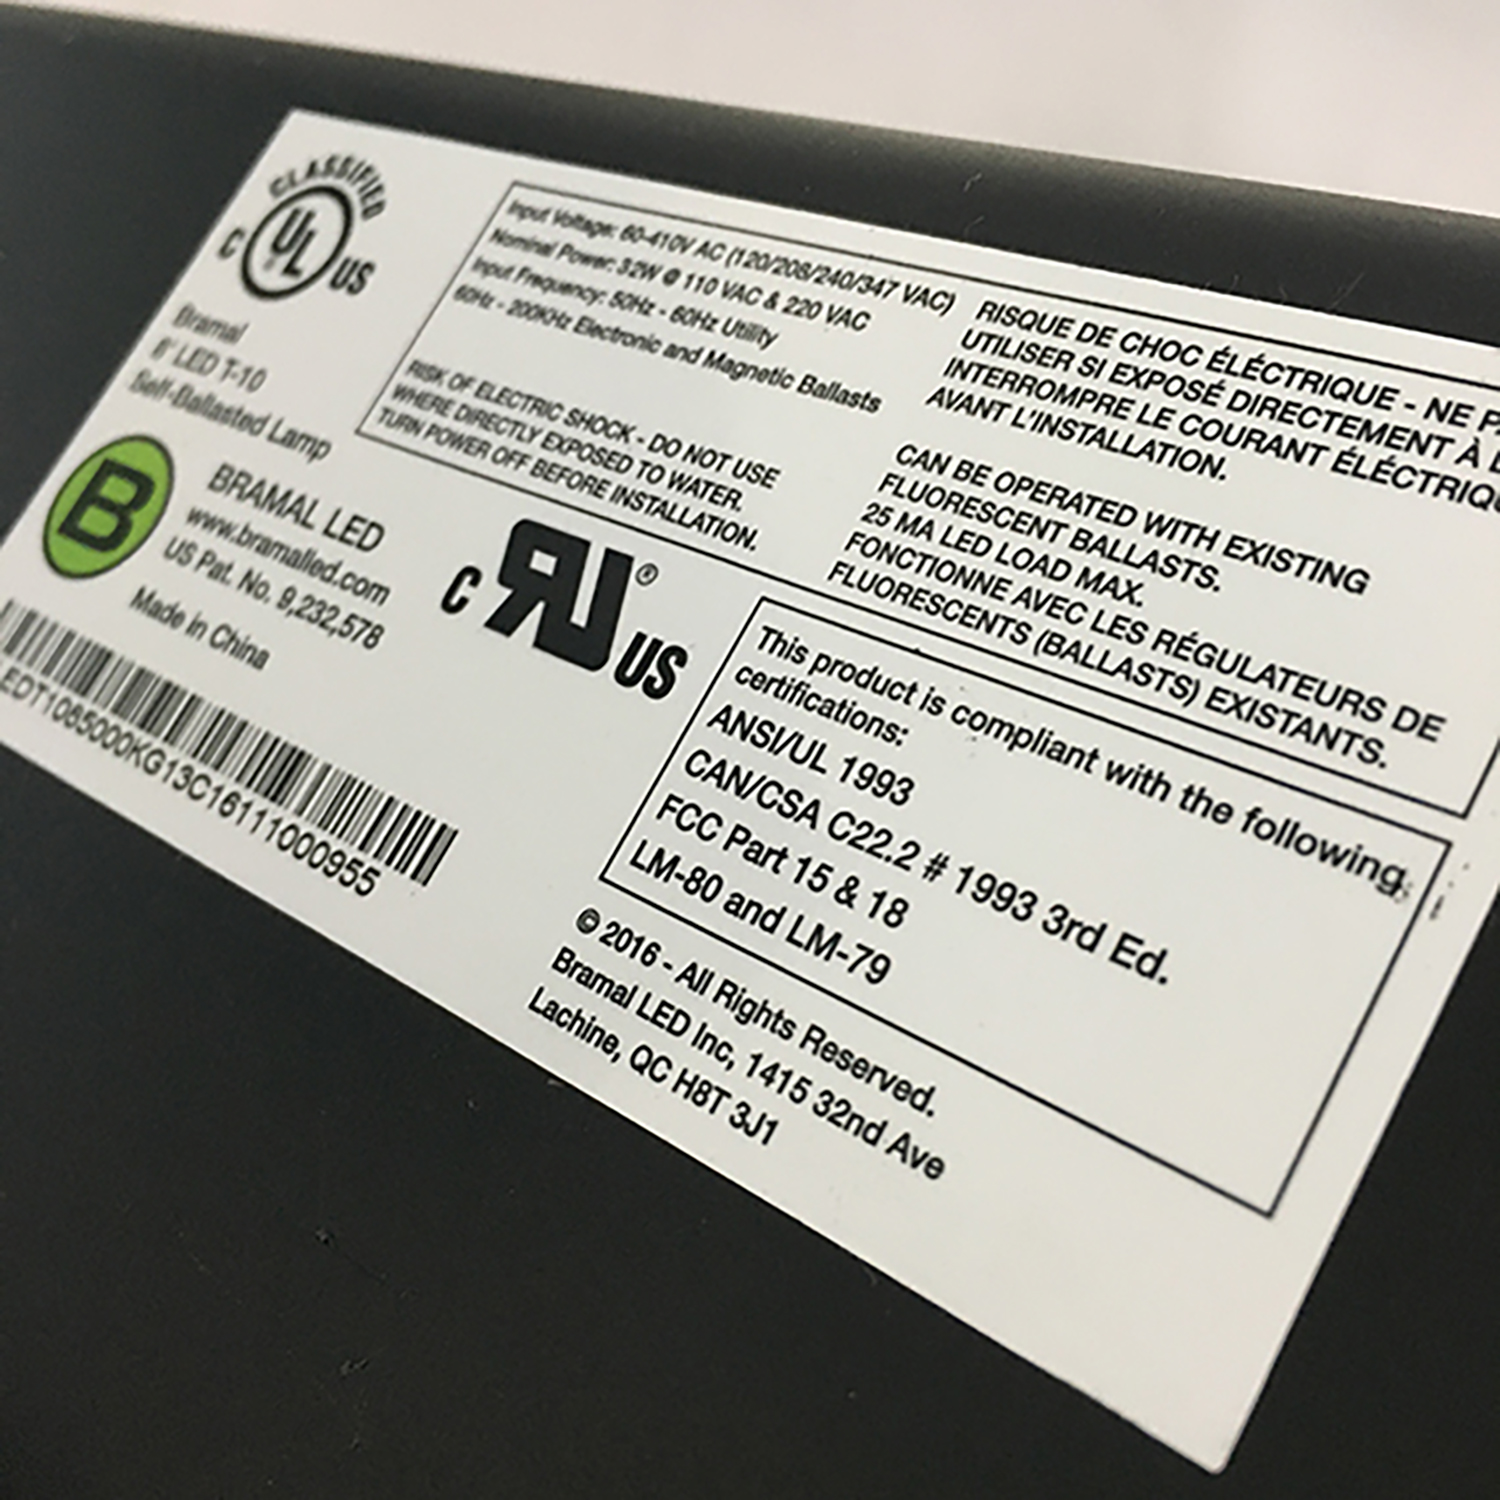 CLASSIFIED
C UL US
Bramal
8' LED T-10
Self-Ballasted Lamp
B
BRAMAL LED
www.bramalled.com
US Pat. No. 9,232,578
Made in China
EDT1085000KG13C16111000955
Input Voltage: 60-410V AC (120/208/240/347 VAC)
Nominal Power: 32W @ 110 VAC & 220 VAC
Input Frequency: 50Hz - 60Hz Utility
60Hz - 200KHz Electronic and Magnetic Ballasts
RISK OF ELECTRIC SHOCK - DO NOT USE
WHERE DIRECTLY EXPOSED TO WATER.
TURN POWER OFF BEFORE INSTALLATION.
RISQUE DE CHOC ÉLÉCTRIQUE - NE
UTILISER SI EXPOSÉ DIRECTEMENT À
INTERROMPRE LE COURANT ÉLÉCTRIQU
AVANT L'INSTALLATION.
CAN BE OPERATED WITH EXISTING
FLUORESCENT BALLASTS.
25 MA LED LOAD MAX.
FONCTIONNE AVEC LES RÉGULATEURS DE
FLUORESCENTS (BALLASTS) EXISTANTS.
C RU ® US
This product is compliant with the following
certifications:
ANSI/UL 1993
CAN/CSA C22.2 # 1993 3rd Ed.
FCC Part 15 & 18
LM-80 and LM-79
© 2016 - All Rights Reserved.
Bramal LED Inc, 1415 32nd Ave
Lachine, QC H8T 3J1